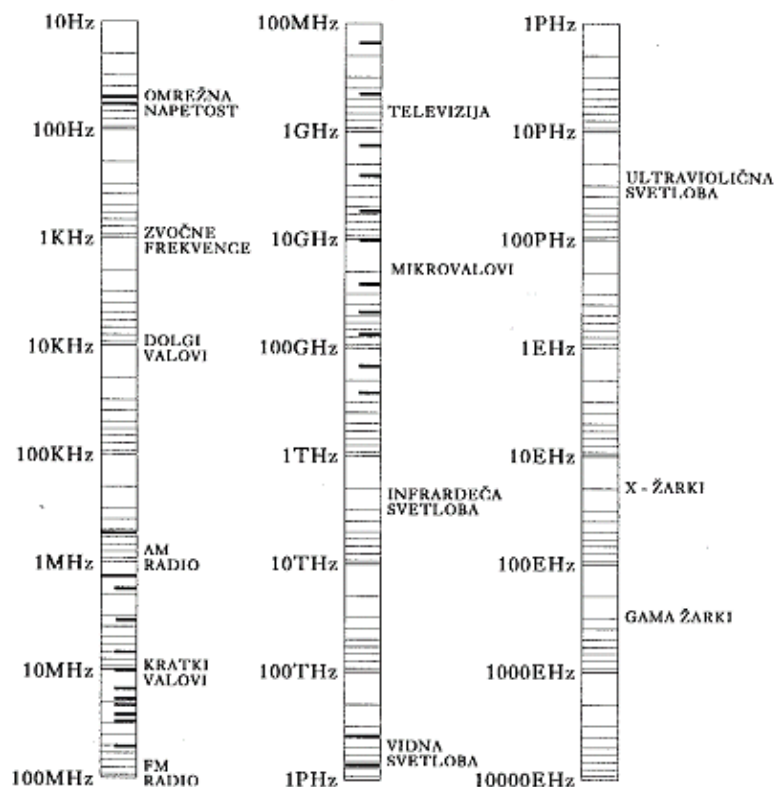 10Hz
OMREŽNA
NAPETOST
100Hz
1KHz
ZVOČNE
FREKVENCE
10KHz
DOLGI
VALOVI
100KHz
1MHz
AM
RADIO
10MHz
KRATKI
VALOVI
100MHz
FM
RADIO
100MHz
TELEVIZIJA
1GHz
10GHz
MIKROVALOVI
100GHz
1THz
INFRARDEČA
SVETLOBA
10THz
100THz
VIDNA
SVETLOBA
1PHz
1PHz
10PHz
ULTRAVIOLIČNA
SVETLOBA
100PHz
1EHz
10EHz
X - ŽARKI
100EHz
GAMA ŽARKI
1000EHz
10000EHz